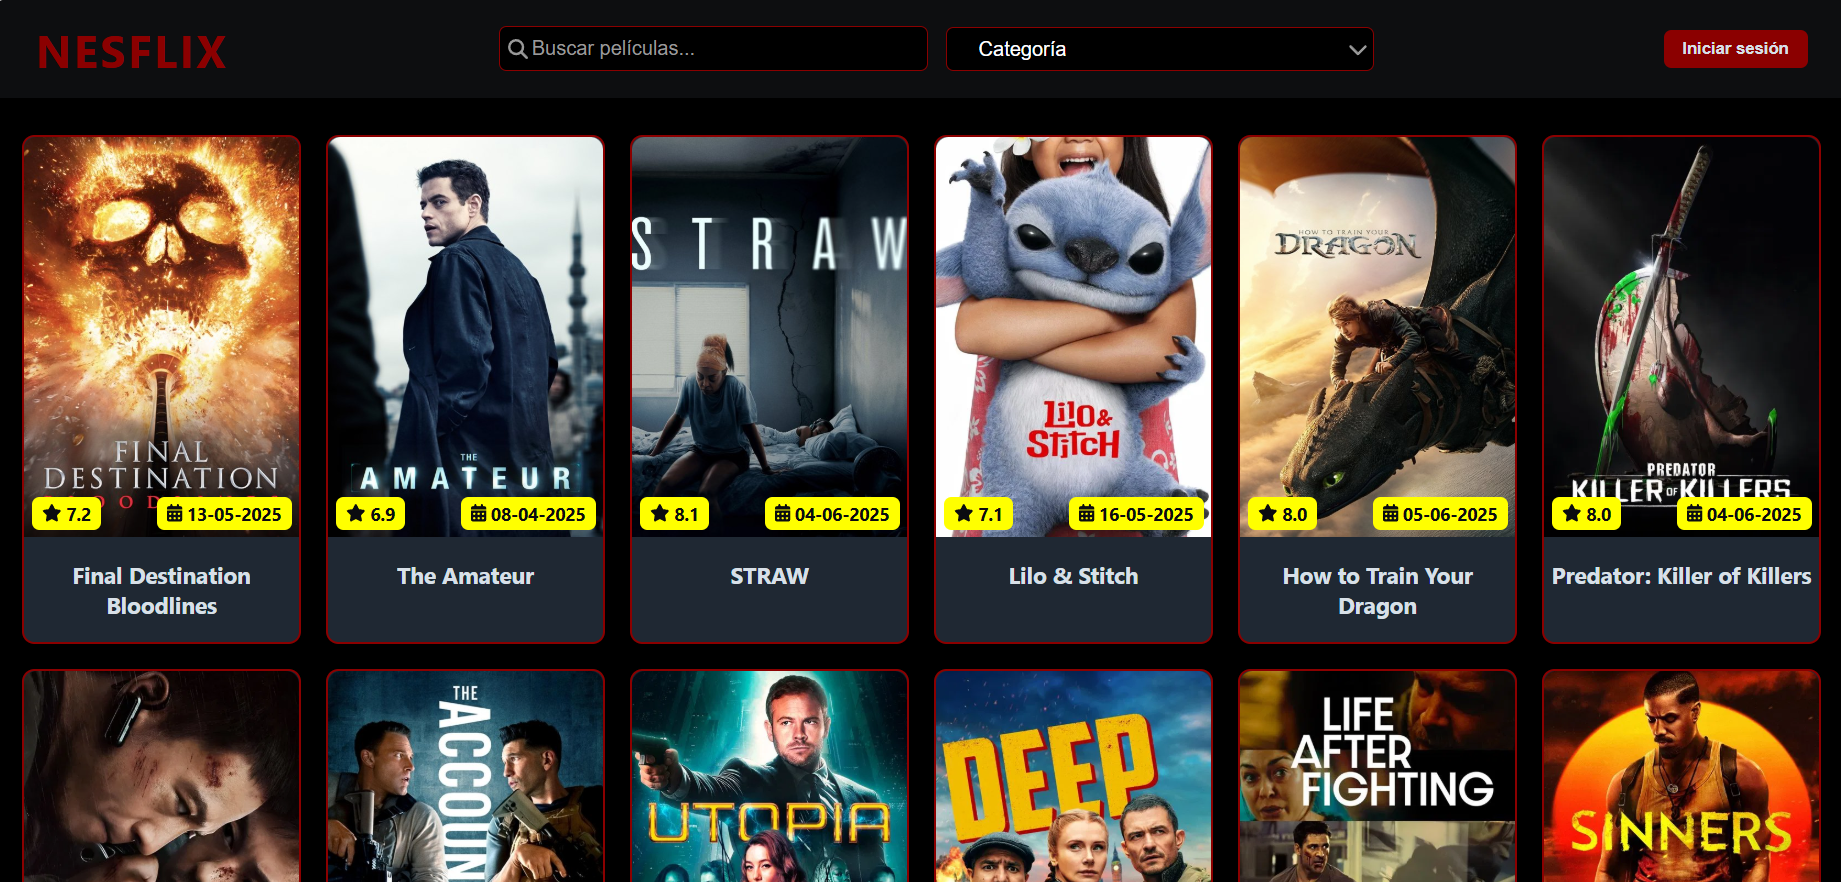 NESFLIX
Buscar películas...
Categoría
Iniciar sesión
FINAL
DESTINATION
7.2
13-05-2025
Final Destination
Bloodlines
THE
AMATEUR
6.9
08-04-2025
The Amateur
STRAW
8.1
04-06-2025
STRAW
Lilo &
Stitch
7.1
16-05-2025
Lilo & Stitch
HOW TO TRAIN YOUR
DRAGON
8.0
05-06-2025
How to Train Your
Dragon
PREDATOR
KILLER OF KILLERS
8.0
04-06-2025
Predator: Killer of Killers
THE
ACCOUN
UTOPIA
DEEP
LIFE
AFTER
FIGHTING
SINNERS